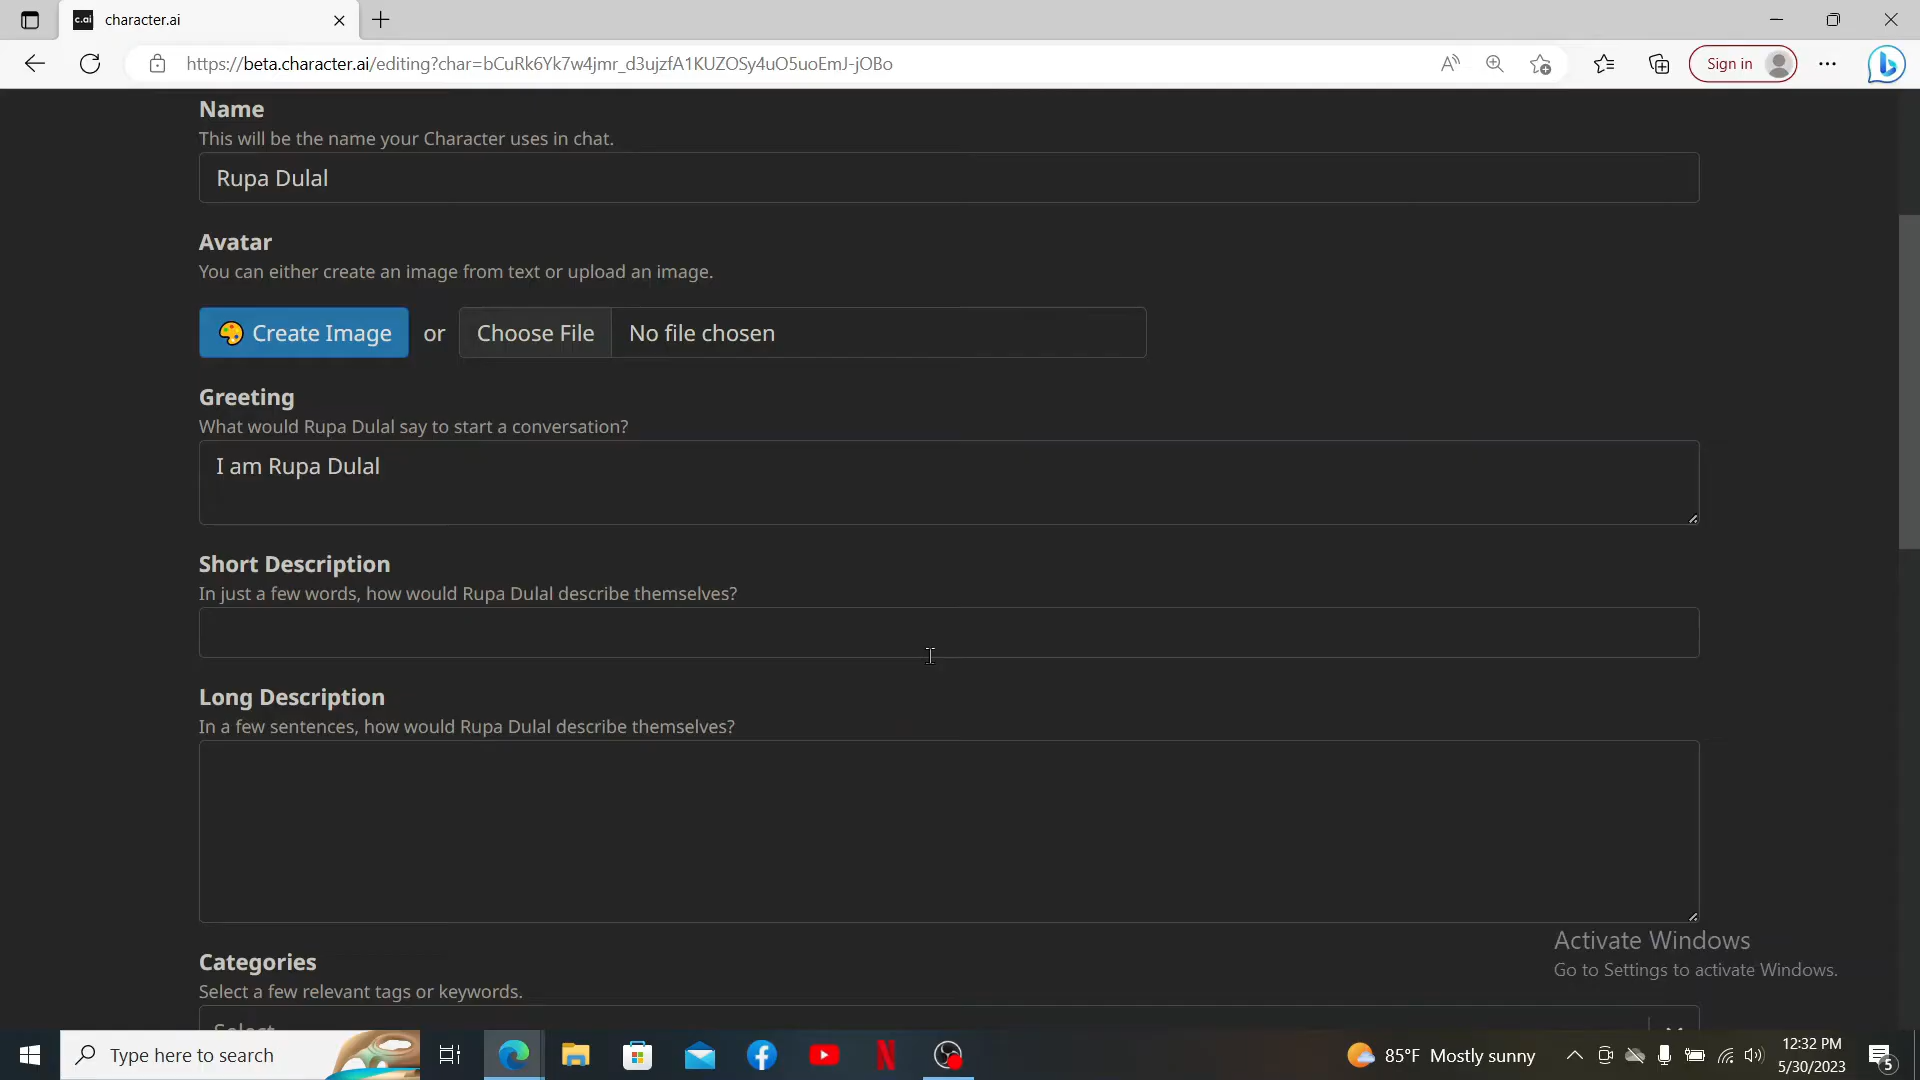 character.ai
https://beta.character.ai/editing?char=bCuRk6Yk7w4jmr_d3ujzfA1KUZOSy4uO5uoEmJ-jOBo
Sign in
Name
This will be the name your Character uses in chat.
Rupa Dulal
Avatar
You can either create an image from text or upload an image.
Create Image or Choose File No file chosen
Greeting
What would Rupa Dulal say to start a conversation?
I am Rupa Dulal
Short Description
In just a few words, how would Rupa Dulal describe themselves?
Long Description
In a few sentences, how would Rupa Dulal describe themselves?
Activate Windows
Go to Settings to activate Windows.
Categories
Select a few relevant tags or keywords.
Select
Type here to search
85°F Mostly sunny
12:32 PM
5/30/2023
5